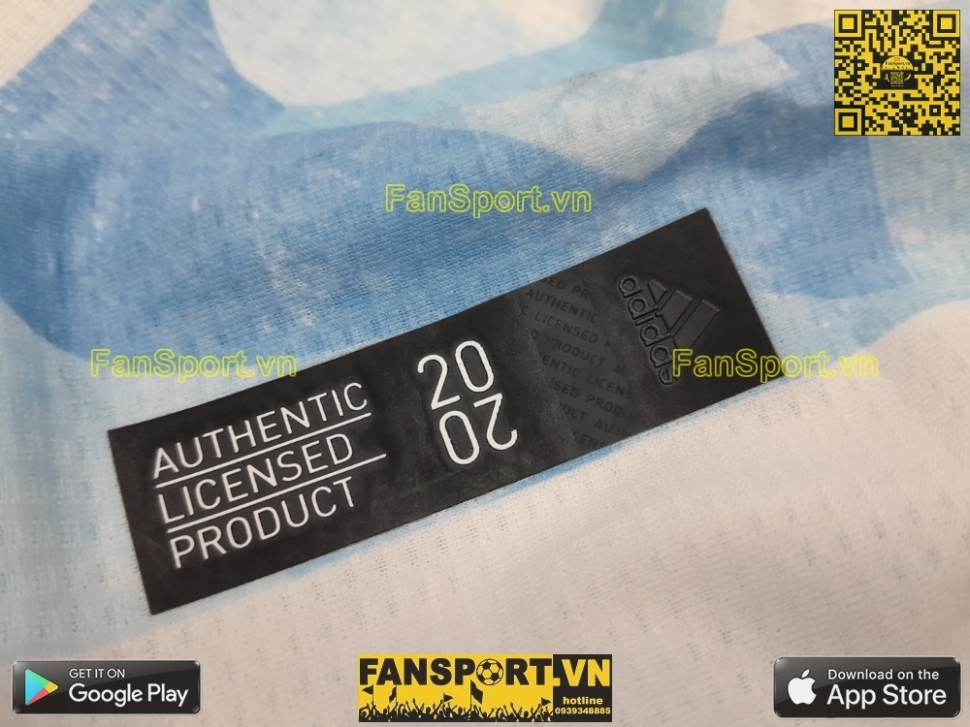 FanSport.vn
FanSport.vn
FanSport.vn
AUTHENTIC
LICENSED
PRODUCT
20
20
AUTHENTIC
LICENSED
PRODUCT
adidas
GET IT ON
Google Play
FANSPORT.VN
hotline
0939348885
Download on the
App Store